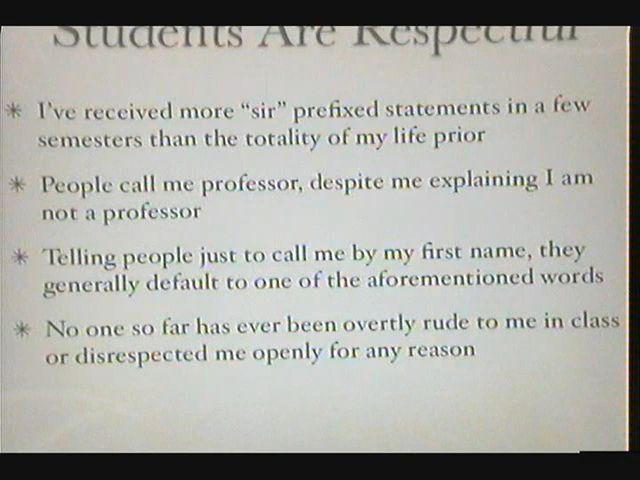 Students Are Respectful
✳ I've received more “sir” prefixed statements in a few
semesters than the totality of my life prior
✳ People call me professor, despite me explaining I am
not a professor
✳ Telling people just to call me by my first name, they
generally default to one of the aforementioned words
✳ No one so far has ever been overtly rude to me in class
or disrespected me openly for any reason